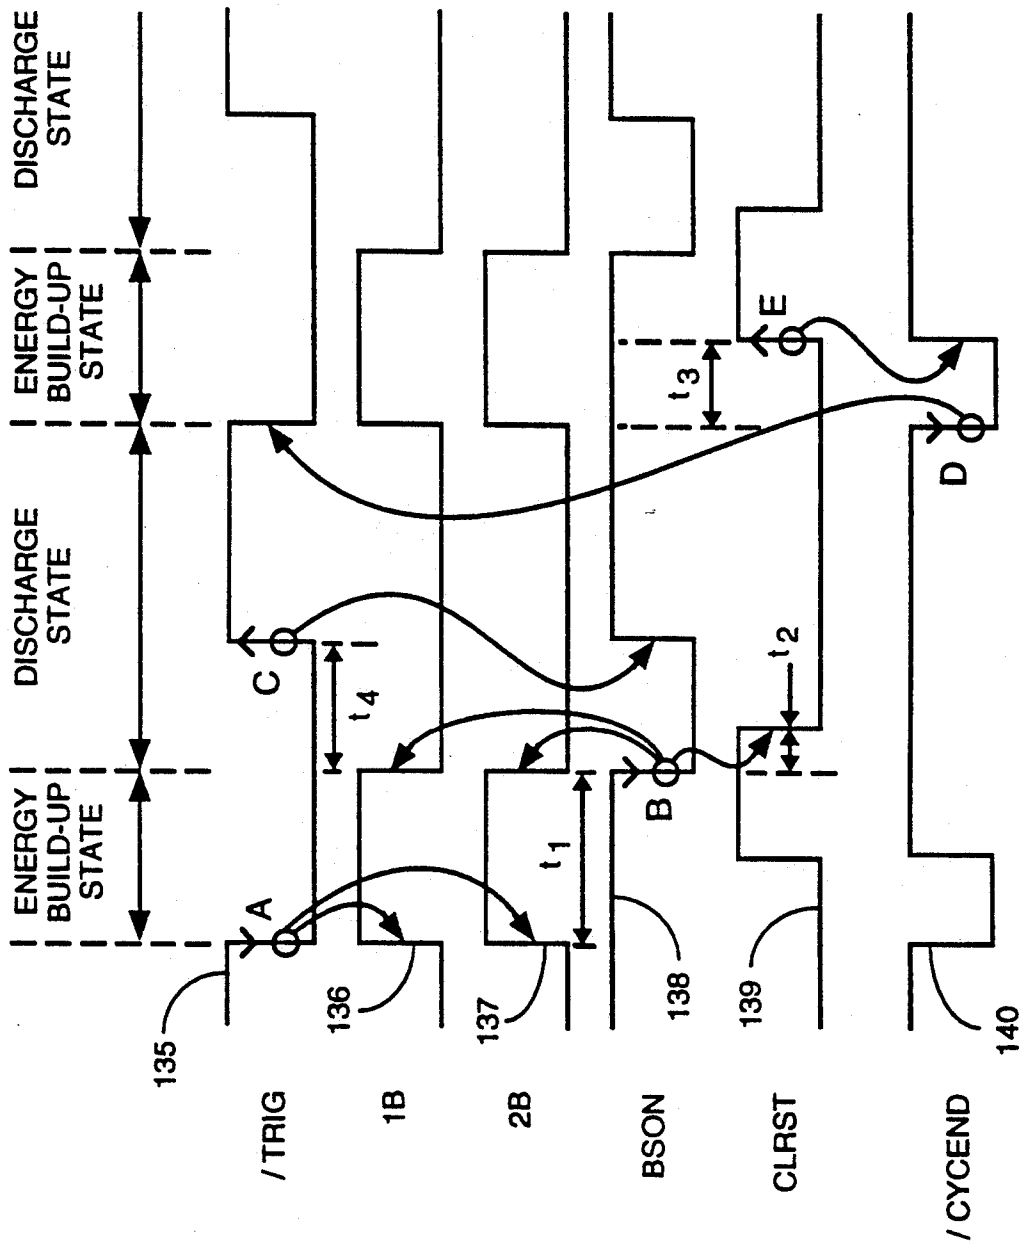 ENERGY
BUILD-UP
STATE
DISCHARGE
STATE
ENERGY
BUILD-UP
STATE
DISCHARGE
STATE
135
/TRIG
A
C
136
1B
t4
137
2B
t1
138
BSON
B
t3
139
CLRST
t2
E
140
/CYCEND
D